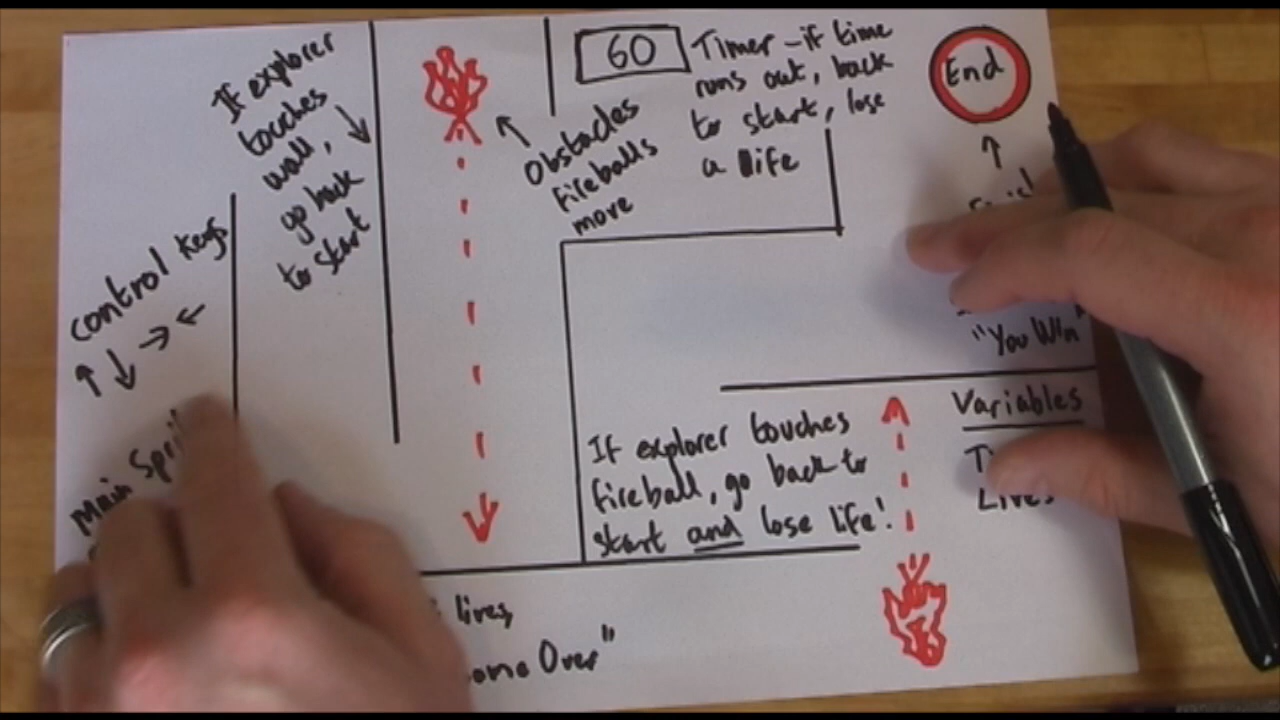 If explorer
touches
wall,
go back
to start
control keys
↑ ↓ → ←
Main
Obstacles
fireballs
move
60
Timer - if time
runs out, back
to start, lose
a life
End
"You Win"
Variables
Lives
If explorer touches
fireball, go back to
start and lose life!
lives
Over"